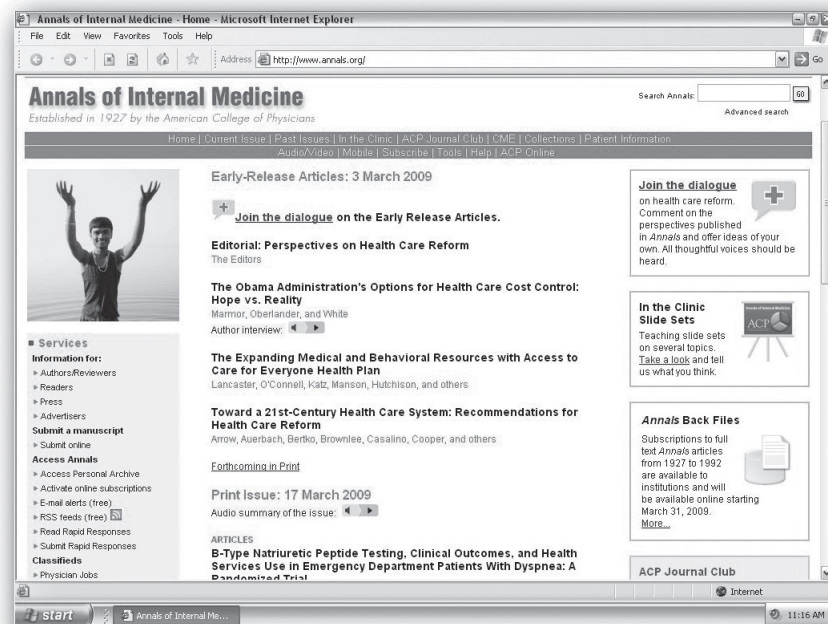 Annals of Internal Medicine - Home - Microsoft Internet Explorer
File Edit View Favorites Tools Help
Address http://www.annals.org/ Go
Annals of Internal Medicine
Established in 1927 by the American College of Physicians
Search Annals: GO
Advanced search
Home | Current Issue | Past Issues | In the Clinic | ACP Journal Club | CME | Collections | Patient Information
Audio/Video | Mobile | Subscribe | Tools | Help | ACP Online
Services
Information for:
Authors/Reviewers
Readers
Press
Advertisers
Submit a manuscript
Submit online
Access Annals
Access Personal Archive
Activate online subscriptions
E-mail alerts (free)
RSS feeds (free)
Read Rapid Responses
Submit Rapid Responses
Classifieds
Physician Jobs
Early-Release Articles: 3 March 2009
Join the dialogue on the Early Release Articles.
Editorial: Perspectives on Health Care Reform
The Editors
The Obama Administration's Options for Health Care Cost Control:
Hope vs. Reality
Marmor, Oberlander, and White
Author interview:
The Expanding Medical and Behavioral Resources with Access to
Care for Everyone Health Plan
Lancaster, O'Connell, Katz, Manson, Hutchison, and others
Toward a 21st-Century Health Care System: Recommendations for
Health Care Reform
Arrow, Auerbach, Bertko, Brownlee, Casalino, Cooper, and others
Forthcoming in Print
Print Issue: 17 March 2009
Audio summary of the issue:
ARTICLES
B-Type Natriuretic Peptide Testing, Clinical Outcomes, and Health
Services Use in Emergency Department Patients With Dyspnea: A
Randomized Trial
Join the dialogue
on health care reform.
Comment on the
perspectives published
in Annals and offer ideas of your
own. All thoughtful voices should be
heard.
In the Clinic
Slide Sets
Teaching slide sets
on several topics.
Take a look and tell
us what you think.
ACP
Annals Back Files
Subscriptions to full
text Annals articles
from 1927 to 1992
are available to
institutions and will
be available online starting
March 31, 2009.
More...
ACP Journal Club
Internet
start
Annals of Internal Me...
11:16 AM